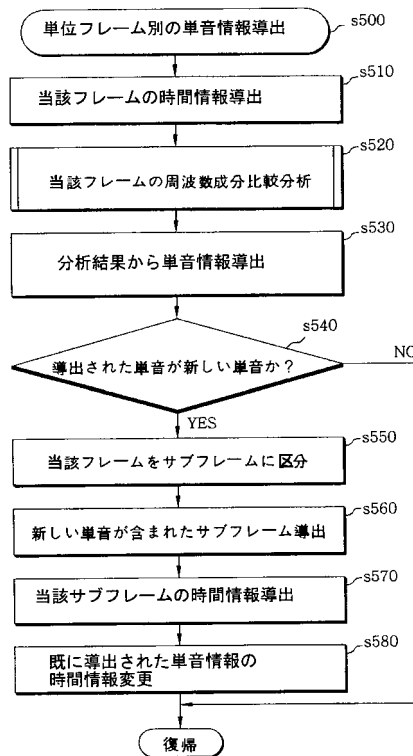 単位フレーム別の単音情報導出
s500
s510
当該フレームの時間情報導出
s520
当該フレームの周波数成分比較分析
s530
分析結果から単音情報導出
s540
導出された単音が新しい単音か？
NO
YES
s550
当該フレームをサブフレームに区分
s560
新しい単音が含まれたサブフレーム導出
s570
当該サブフレームの時間情報導出
s580
既に導出された単音情報の
時間情報変更
復帰